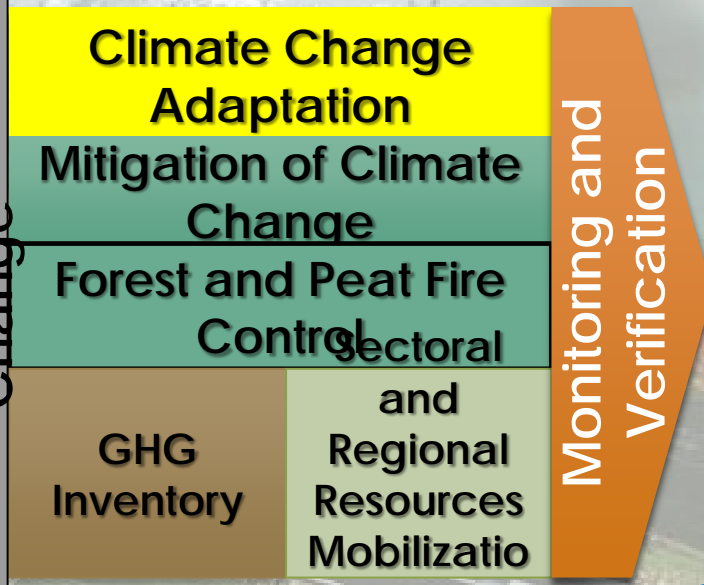 Climate Change
Adaptation
Mitigation of Climate
Change
Forest and Peat Fire
Control
GHG
Inventory
Sectoral
and
Regional
Resources
Mobilizatio
Monitoring and
Verification